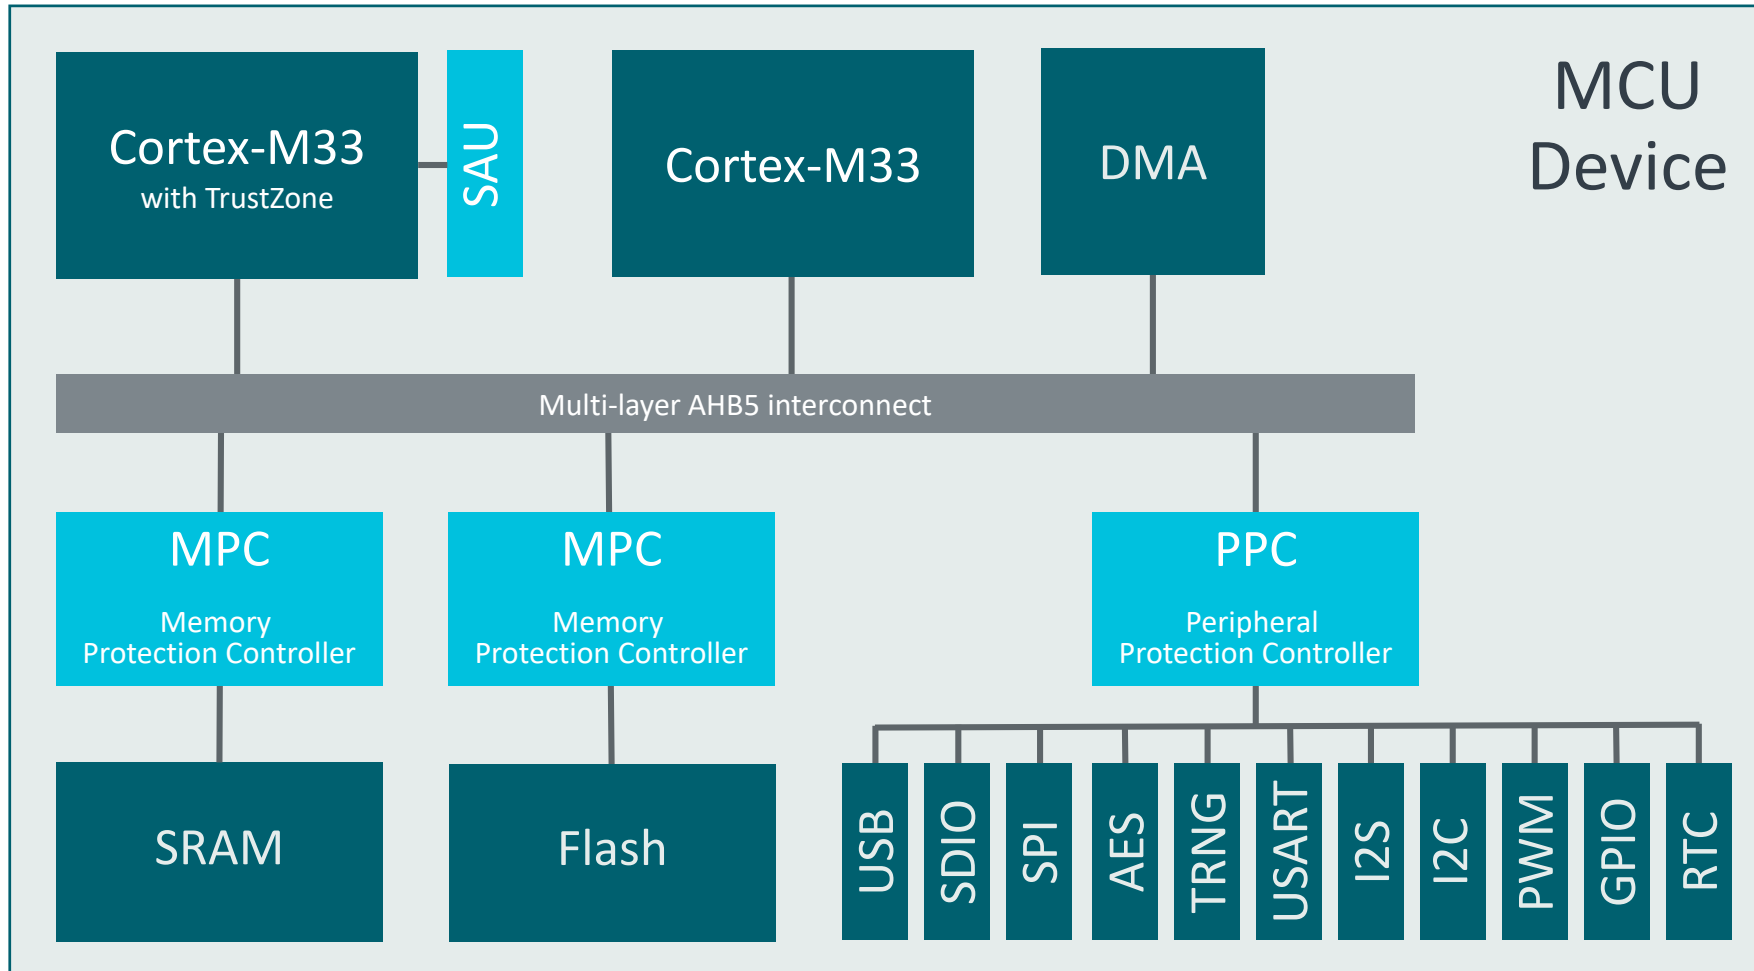 Cortex-M33
with TrustZone
SAU
Cortex-M33
DMA
MCU
Device
Multi-layer AHB5 interconnect
MPC
Memory
Protection Controller
MPC
Memory
Protection Controller
PPC
Peripheral
Protection Controller
SRAM
Flash
USB
SDIO
SPI
AES
TRNG
USART
I2S
I2C
PWM
GPIO
RTC